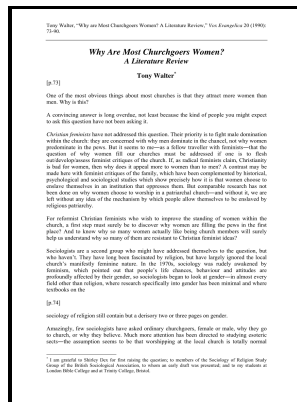 Tony Walter, "Why are Most Churchgoers Women? A Literature Review," Vox Evangelica 20 (1990):
73-90.
Why Are Most Churchgoers Women?
A Literature Review
Tony Walter*
[p.73]
One of the most obvious things about most churches is that they attract more women than
men. Why is this?
A convincing answer is long overdue, not least because the kind of people you might expect
to ask this question have not been asking it.
Christian feminists have not addressed this question. Their priority is to fight male domination
within the church: they are concerned with why men dominate in the chancel, not why women
predominate in the pews. But it seems to me—as a fellow traveller with feminists—that the
question of why women fill our churches must be addressed if one is to flesh
out/develop/assess feminist critiques of the church. If, as radical feminists claim, Christianity
is bad for women, then why does it appeal more to women than to men? A contrast may be
made here with feminist critiques of the family, which have been complemented by historical,
psychological and sociological studies which show precisely how it is that women choose to
enslave themselves in an institution that oppresses them. But comparable research has not
been done on why women choose to worship in a patriarchal church—and without it, we are
left without any idea of the mechanism by which people allow themselves to be enslaved by
religious patriarchy.
For reformist Christian feminists who wish to improve the standing of women within the
church, a first step must surely be to discover why women are filling the pews in the first
place? And to know why so many women actually like being church members will surely
help us understand why so many of them are resistant to Christian feminist ideas?
Sociologists are a second group who might have addressed themselves to the question, but
who haven't. They have long been fascinated by religion, but have largely ignored the local
church's manifestly feminine nature. In the 1970s, sociology was rudely awakened by
feminism, which pointed out that people's life chances, behaviour and attitudes are
profoundly affected by their gender, so sociologists began to look at gender—in almost every
field other than religion, where research specifically into gender has been minimal and where
textbooks on the
[p.74]
sociology of religion still contain but a derisory two or three pages on gender.
Amazingly, few sociologists have asked ordinary churchgoers, female or male, why they go
to church, or why they believe. Much more attention has been directed to studying esoteric
sects—the assumption seems to be that worshipping at the local church is totally normal
* I am grateful to Shirley Dex for first raising the question; to members of the Sociology of Religion Study
Group of the British Sociological Association, to whom an early draft was presented; and to my students at
London Bible College and at Trinity College, Bristol.